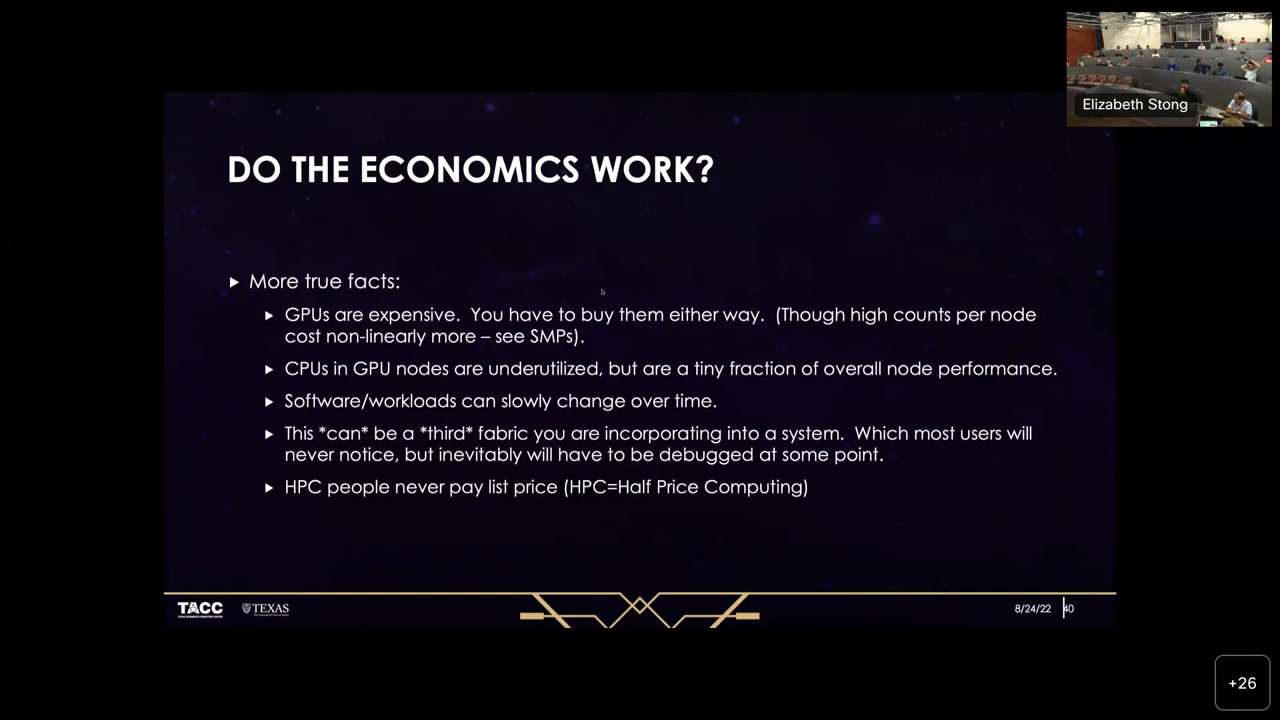 Elizabeth Stong
DO THE ECONOMICS WORK?
More true facts:
GPUs are expensive.  You have to buy them either way.  (Though high counts per node
cost non-linearly more – see SMPs).
CPUs in GPU nodes are underutilized, but are a tiny fraction of overall node performance.
Software/workloads can slowly change over time.
This *can* be a *third* fabric you are incorporating into a system.  Which most users will
never notice, but inevitably will have to be debugged at some point.
HPC people never pay list price (HPC=Half Price Computing)
TACC
TEXAS
8/24/22
40
+26